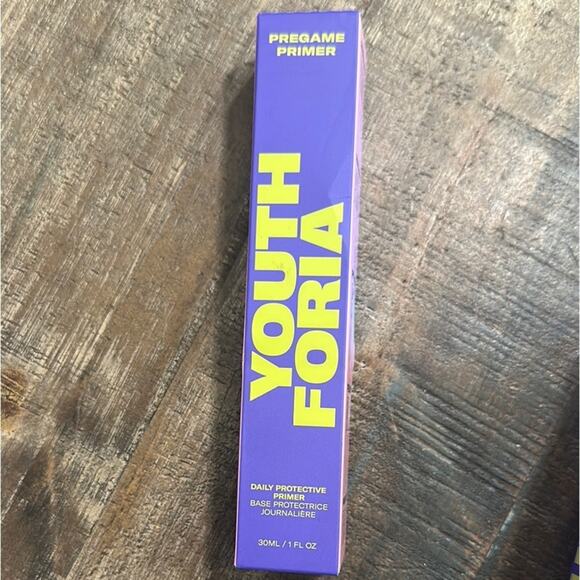 PREGAME
PRIMER
YOUTH
FORIA
DAILY PROTECTIVE
PRIMER
BASE PROTECTRICE
JOURNALIÈRE
30ML / 1 FL OZ